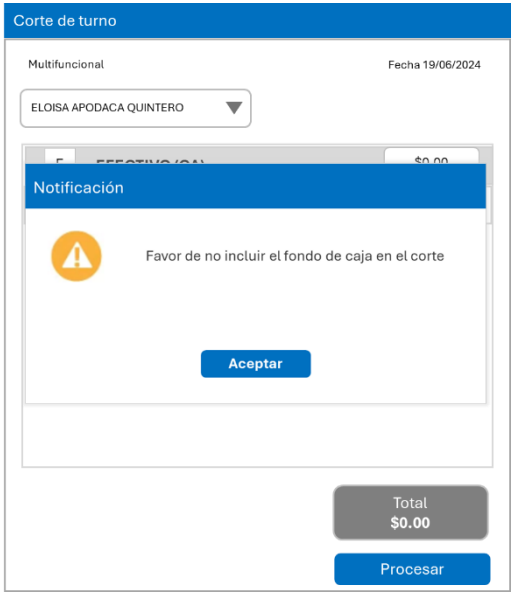 Corte de turno
Multifuncional
Fecha 19/06/2024
ELOISA APODACA QUINTERO
$0.00
Notificación
Favor de no incluir el fondo de caja en el corte
Aceptar
Total
$0.00
Procesar